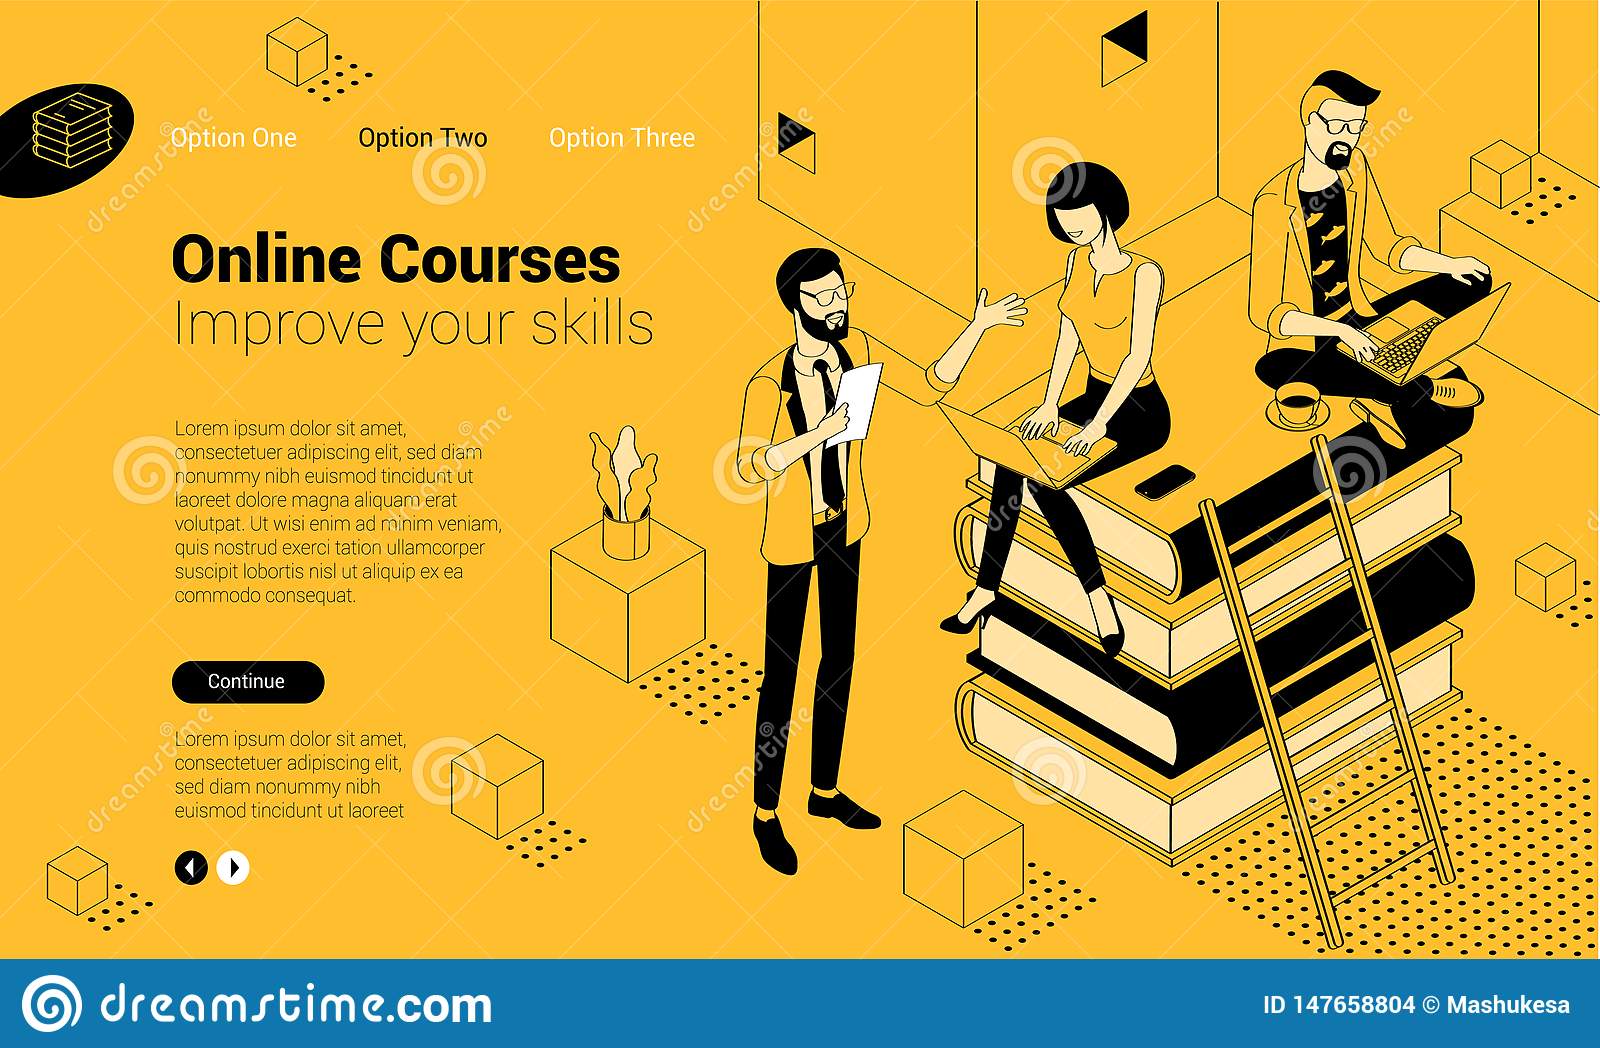 Option One Option Two Option Three
Online Courses
Improve your skills
Lorem ipsum dolor sit amet,
consectetuer adipiscing elit, sed diam
nonummy nibh euismod tincidunt ut
laoreet dolore magna aliquam erat
volutpat. Ut wisi enim ad minim veniam,
quis nostrud exerci tation ullamcorper
suscipit lobortis nisl ut aliquip ex ea
commodo consequat.
Continue
Lorem ipsum dolor sit amet,
consectetuer adipiscing elit,
sed diam nonummy nibh
euismod tincidunt ut laoreet
dreamstime.com
ID 147658804 © Mashukesa